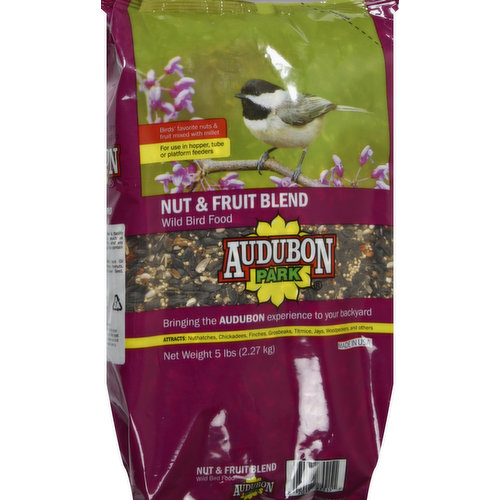 Birds' favorite nuts &
fruit mixed with millet
For use in hopper, tube
or platform feeders
NUT & FRUIT BLEND
Wild Bird Food
AUDUBON
PARK
®
Bringing the AUDUBON experience to your backyard
ATTRACTS: Nuthatches, Chickadees, Finches, Grosbeaks, Titmice, Jays, Woodpeckers and others
Net Weight 5 lbs (2.27 kg)
MADE IN U.S.A.
NUT & FRUIT BLEND
Wild Bird Food
AUDUBON